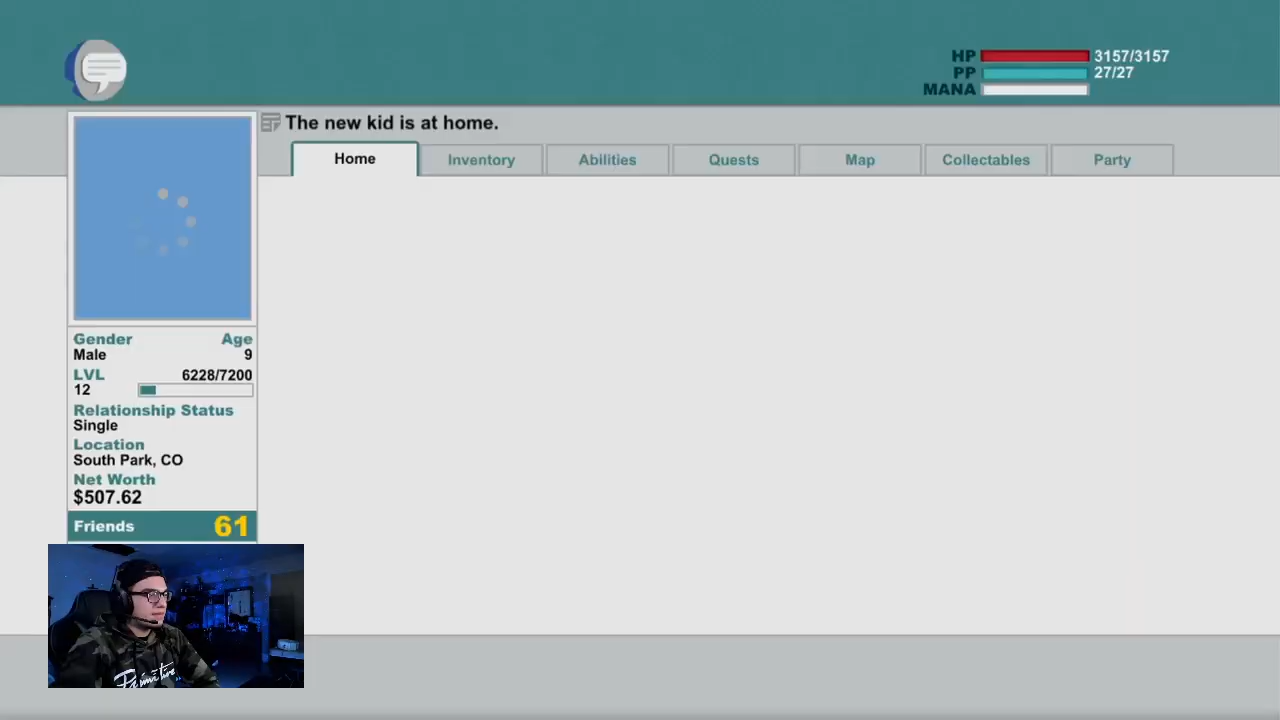 HP 3157/3157
PP 27/27
MANA
The new kid is at home.
Home Inventory Abilities Quests Map Collectables Party
Gender Age
Male 9
LVL 6228/7200
12
Relationship Status
Single
Location
South Park, CO
Net Worth
$507.62
Friends 61
Primitive